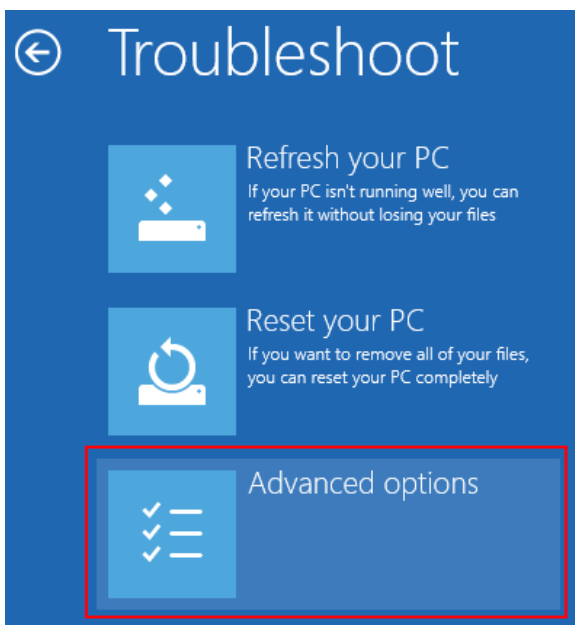 Troubleshoot
Refresh your PC
If your PC isn't running well, you can
refresh it without losing your files
Reset your PC
If you want to remove all of your files,
you can reset your PC completely
Advanced options